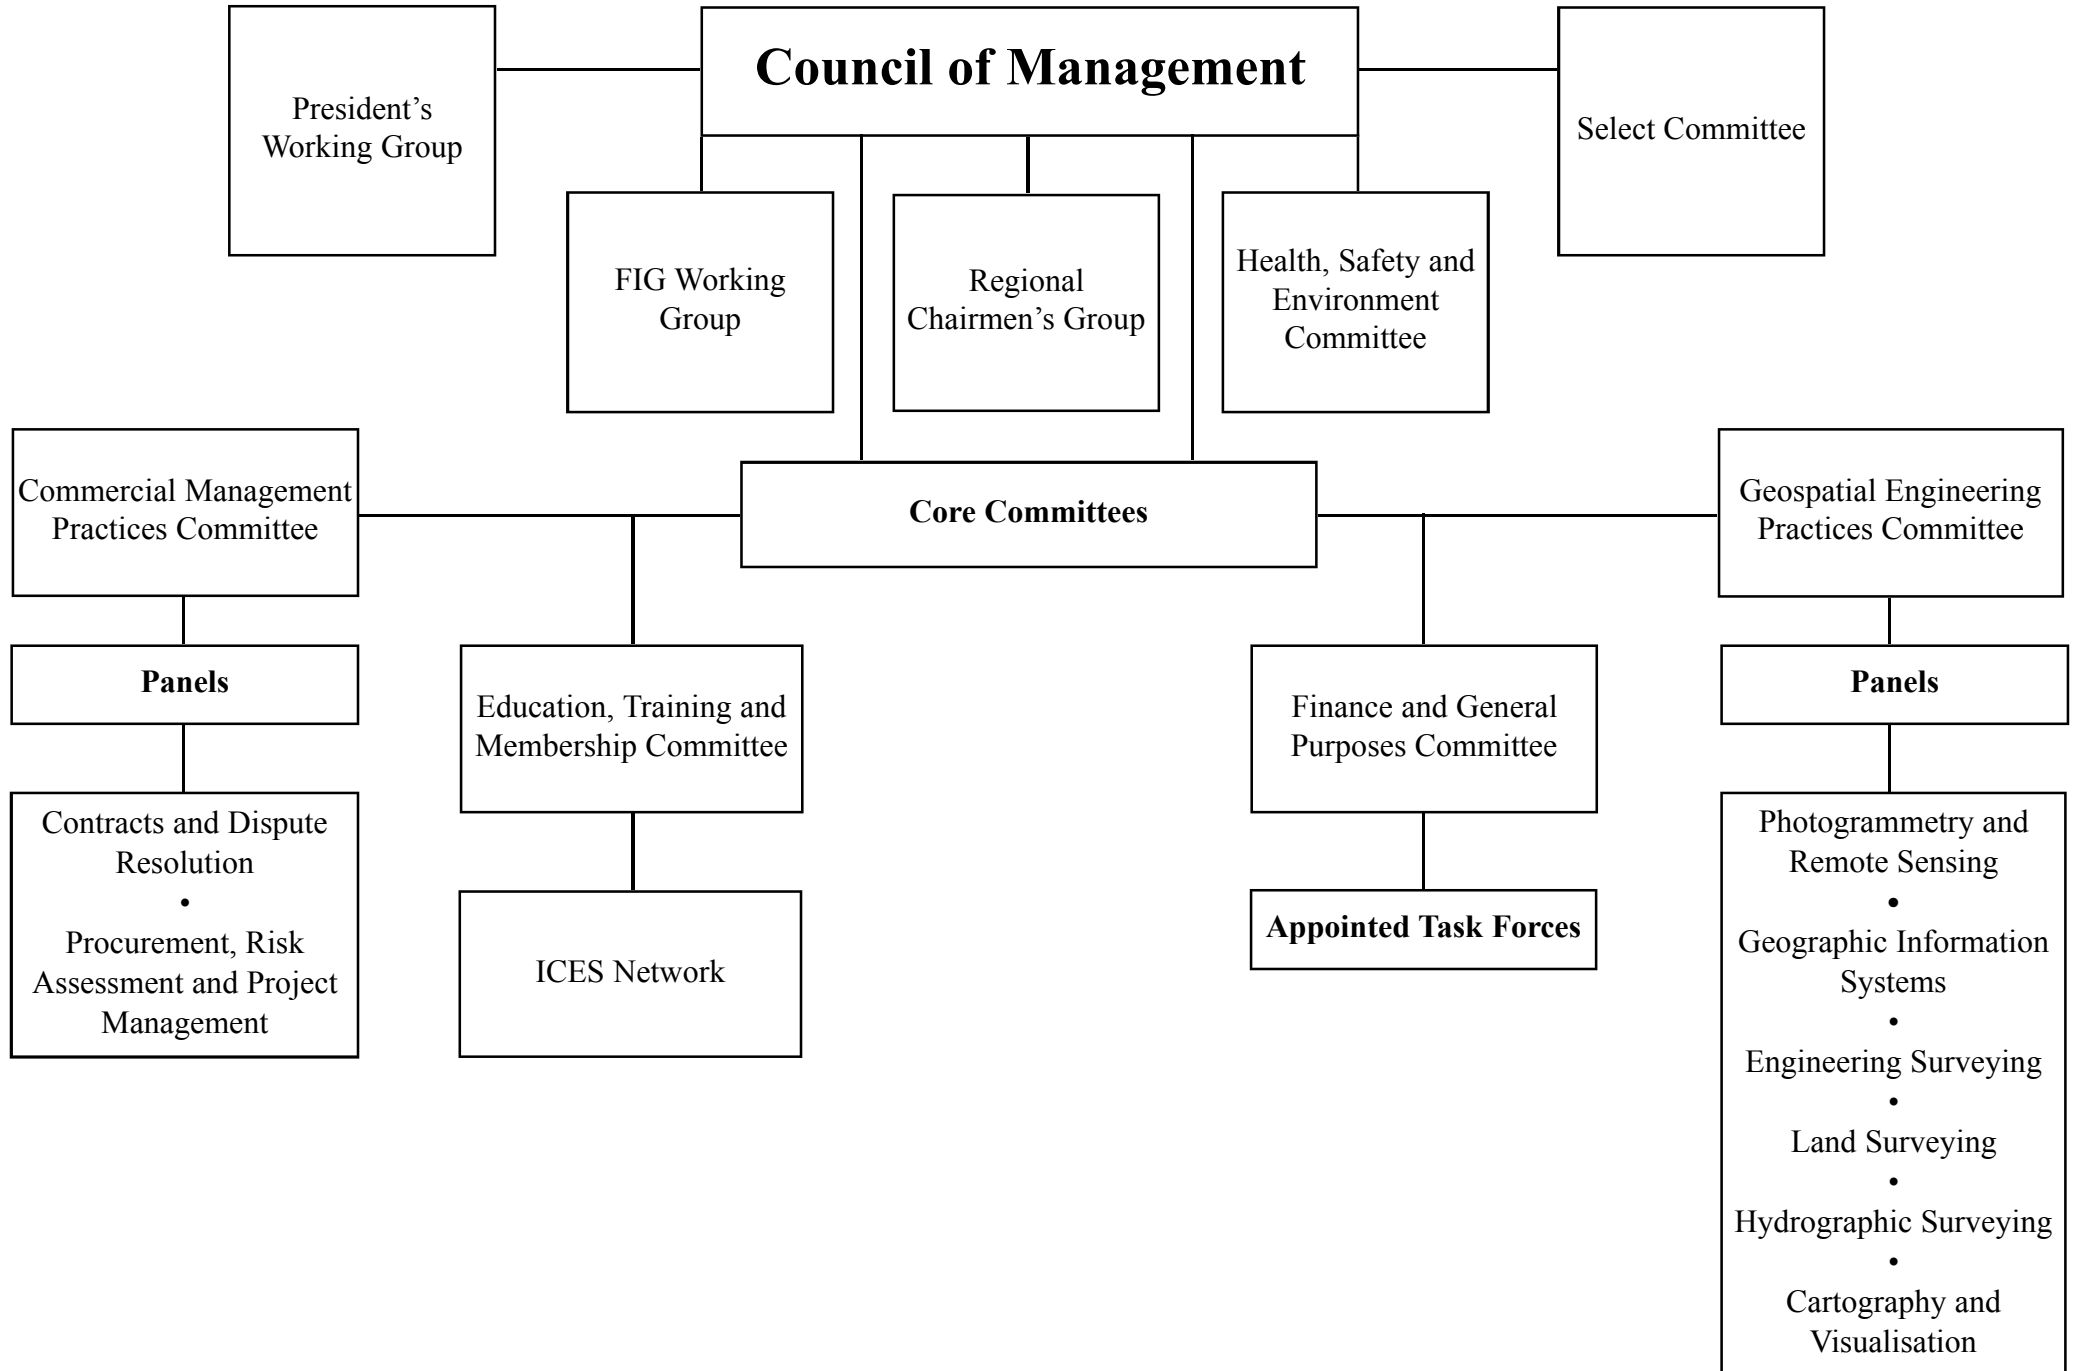 Council of Management
President’s
Working Group
Select Committee
FIG Working
Group
Regional
Chairmen’s Group
Health, Safety and
Environment
Committee
Commercial Management
Practices Committee
Core Committees
Geospatial Engineering
Practices Committee
Panels
Education, Training and
Membership Committee
Finance and General
Purposes Committee
Panels
Contracts and Dispute
Resolution
•
Procurement, Risk
Assessment and Project
Management
ICES Network
Appointed Task Forces
Photogrammetry and
Remote Sensing
•
Geographic Information
Systems
•
Engineering Surveying
•
Land Surveying
•
Hydrographic Surveying
•
Cartography and
Visualisation